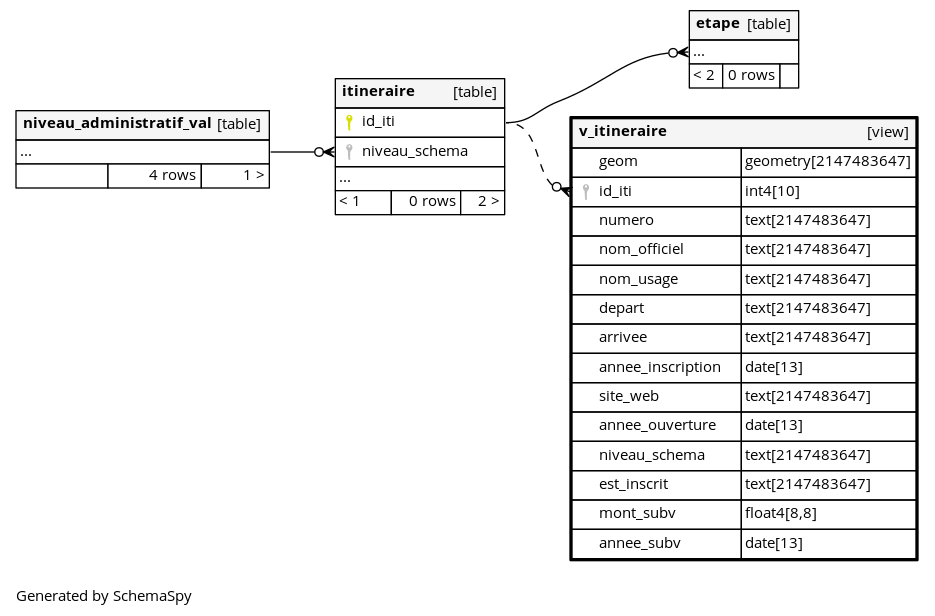 etape [table]
...
< 2 0 rows
itineraire [table]
id_iti
niveau_schema
...
< 1 0 rows 2 >
niveau_administratif_val [table]
...
4 rows 1 >
v_itineraire [view]
geom geometry[2147483647]
id_iti int4[10]
numero text[2147483647]
nom_officiel text[2147483647]
nom_usage text[2147483647]
depart text[2147483647]
arrivee text[2147483647]
annee_inscription date[13]
site_web text[2147483647]
annee_ouverture date[13]
niveau_schema text[2147483647]
est_inscrit text[2147483647]
mont_subv float4[8,8]
annee_subv date[13]
Generated by SchemaSpy